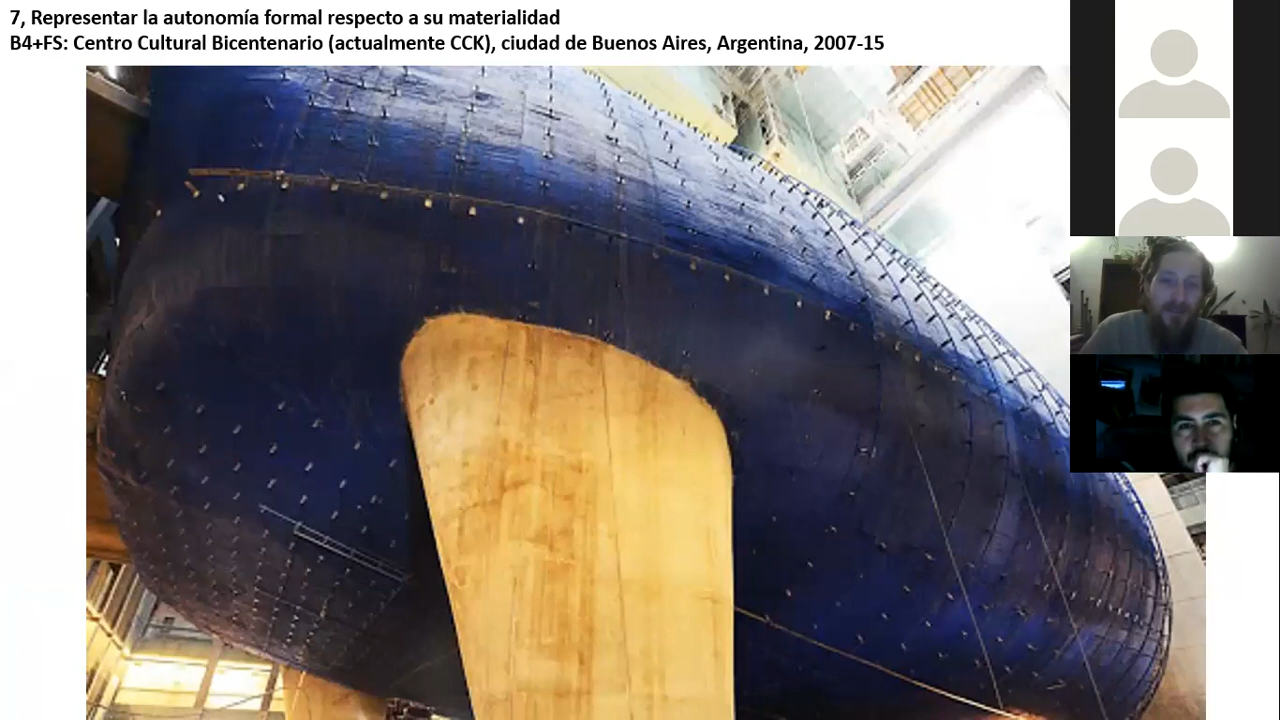 7, Representar la autonomía formal respecto a su materialidad
B4+FS: Centro Cultural Bicentenario (actualmente CCK), ciudad de Buenos Aires, Argentina, 2007-15